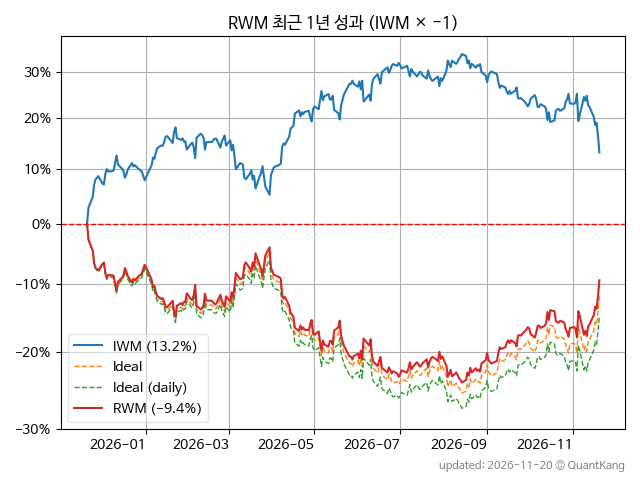 RWM 최근 1년 성과 (IWM × −1)
30%
20%
10%
0%
−10%
−20%
−30%
IWM (13.2%)
Ideal
Ideal (daily)
RWM (−9.4%)
2026-01 2026-03 2026-05 2026-07 2026-09 2026-11
updated: 2026-11-20 © QuantKang